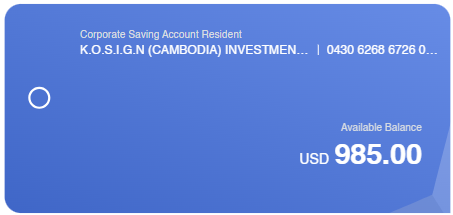 Corporate Saving Account Resident
K.O.S.I.G.N (CAMBODIA) INVESTMEN... | 0430 6268 6726 0...
Available Balance
USD 985.00